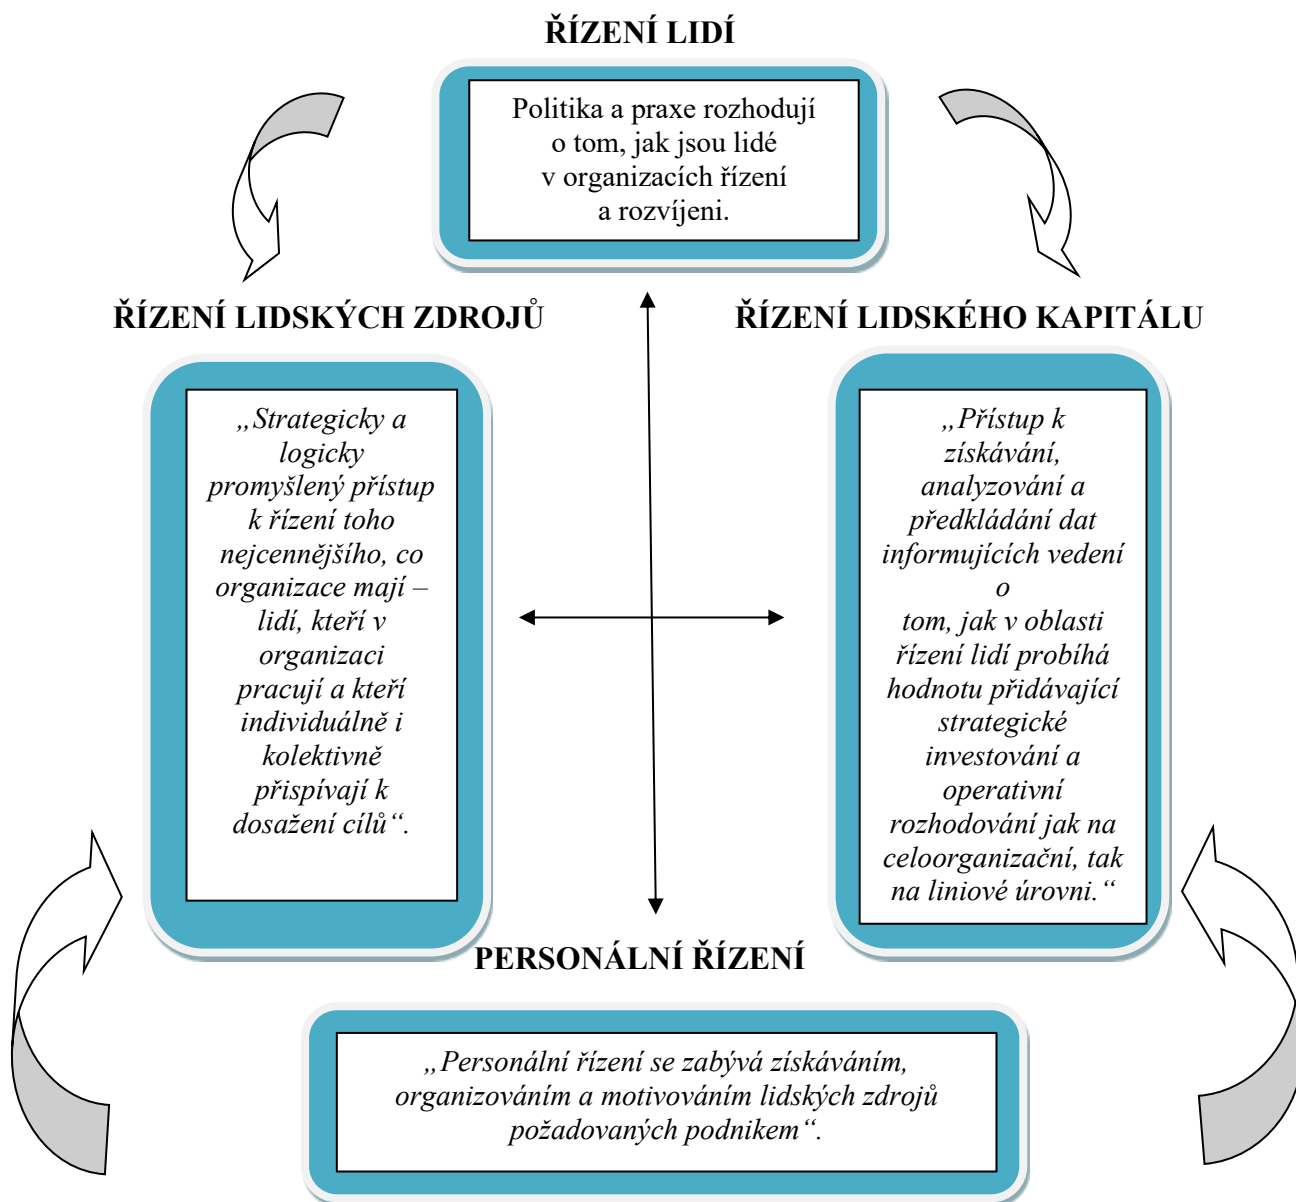 ŘÍZENÍ LIDÍ
Politika a praxe rozhodují
o tom, jak jsou lidé
v organizacích řízení
a rozvíjeni.
ŘÍZENÍ LIDSKÝCH ZDROJŮ
„Strategicky a
logicky
promyšlený přístup
k řízení toho
nejcennějšího, co
organizace mají –
lidí, kteří v
organizaci
pracují a kteří
individuálně i
kolektivně
přispívají k
dosažení cílů“.
ŘÍZENÍ LIDSKÉHO KAPITÁLU
„Přístup k
získávání,
analyzování a
předkládání dat
informujících vedení
o
tom, jak v oblasti
řízení lidí probíhá
hodnotu přidávající
strategické
investování a
operativní
rozhodování jak na
celoorganizační, tak
na liniové úrovni.“
PERSONÁLNÍ ŘÍZENÍ
„Personální řízení se zabývá získáváním,
organizováním a motivováním lidských zdrojů
požadovaných podnikem“.